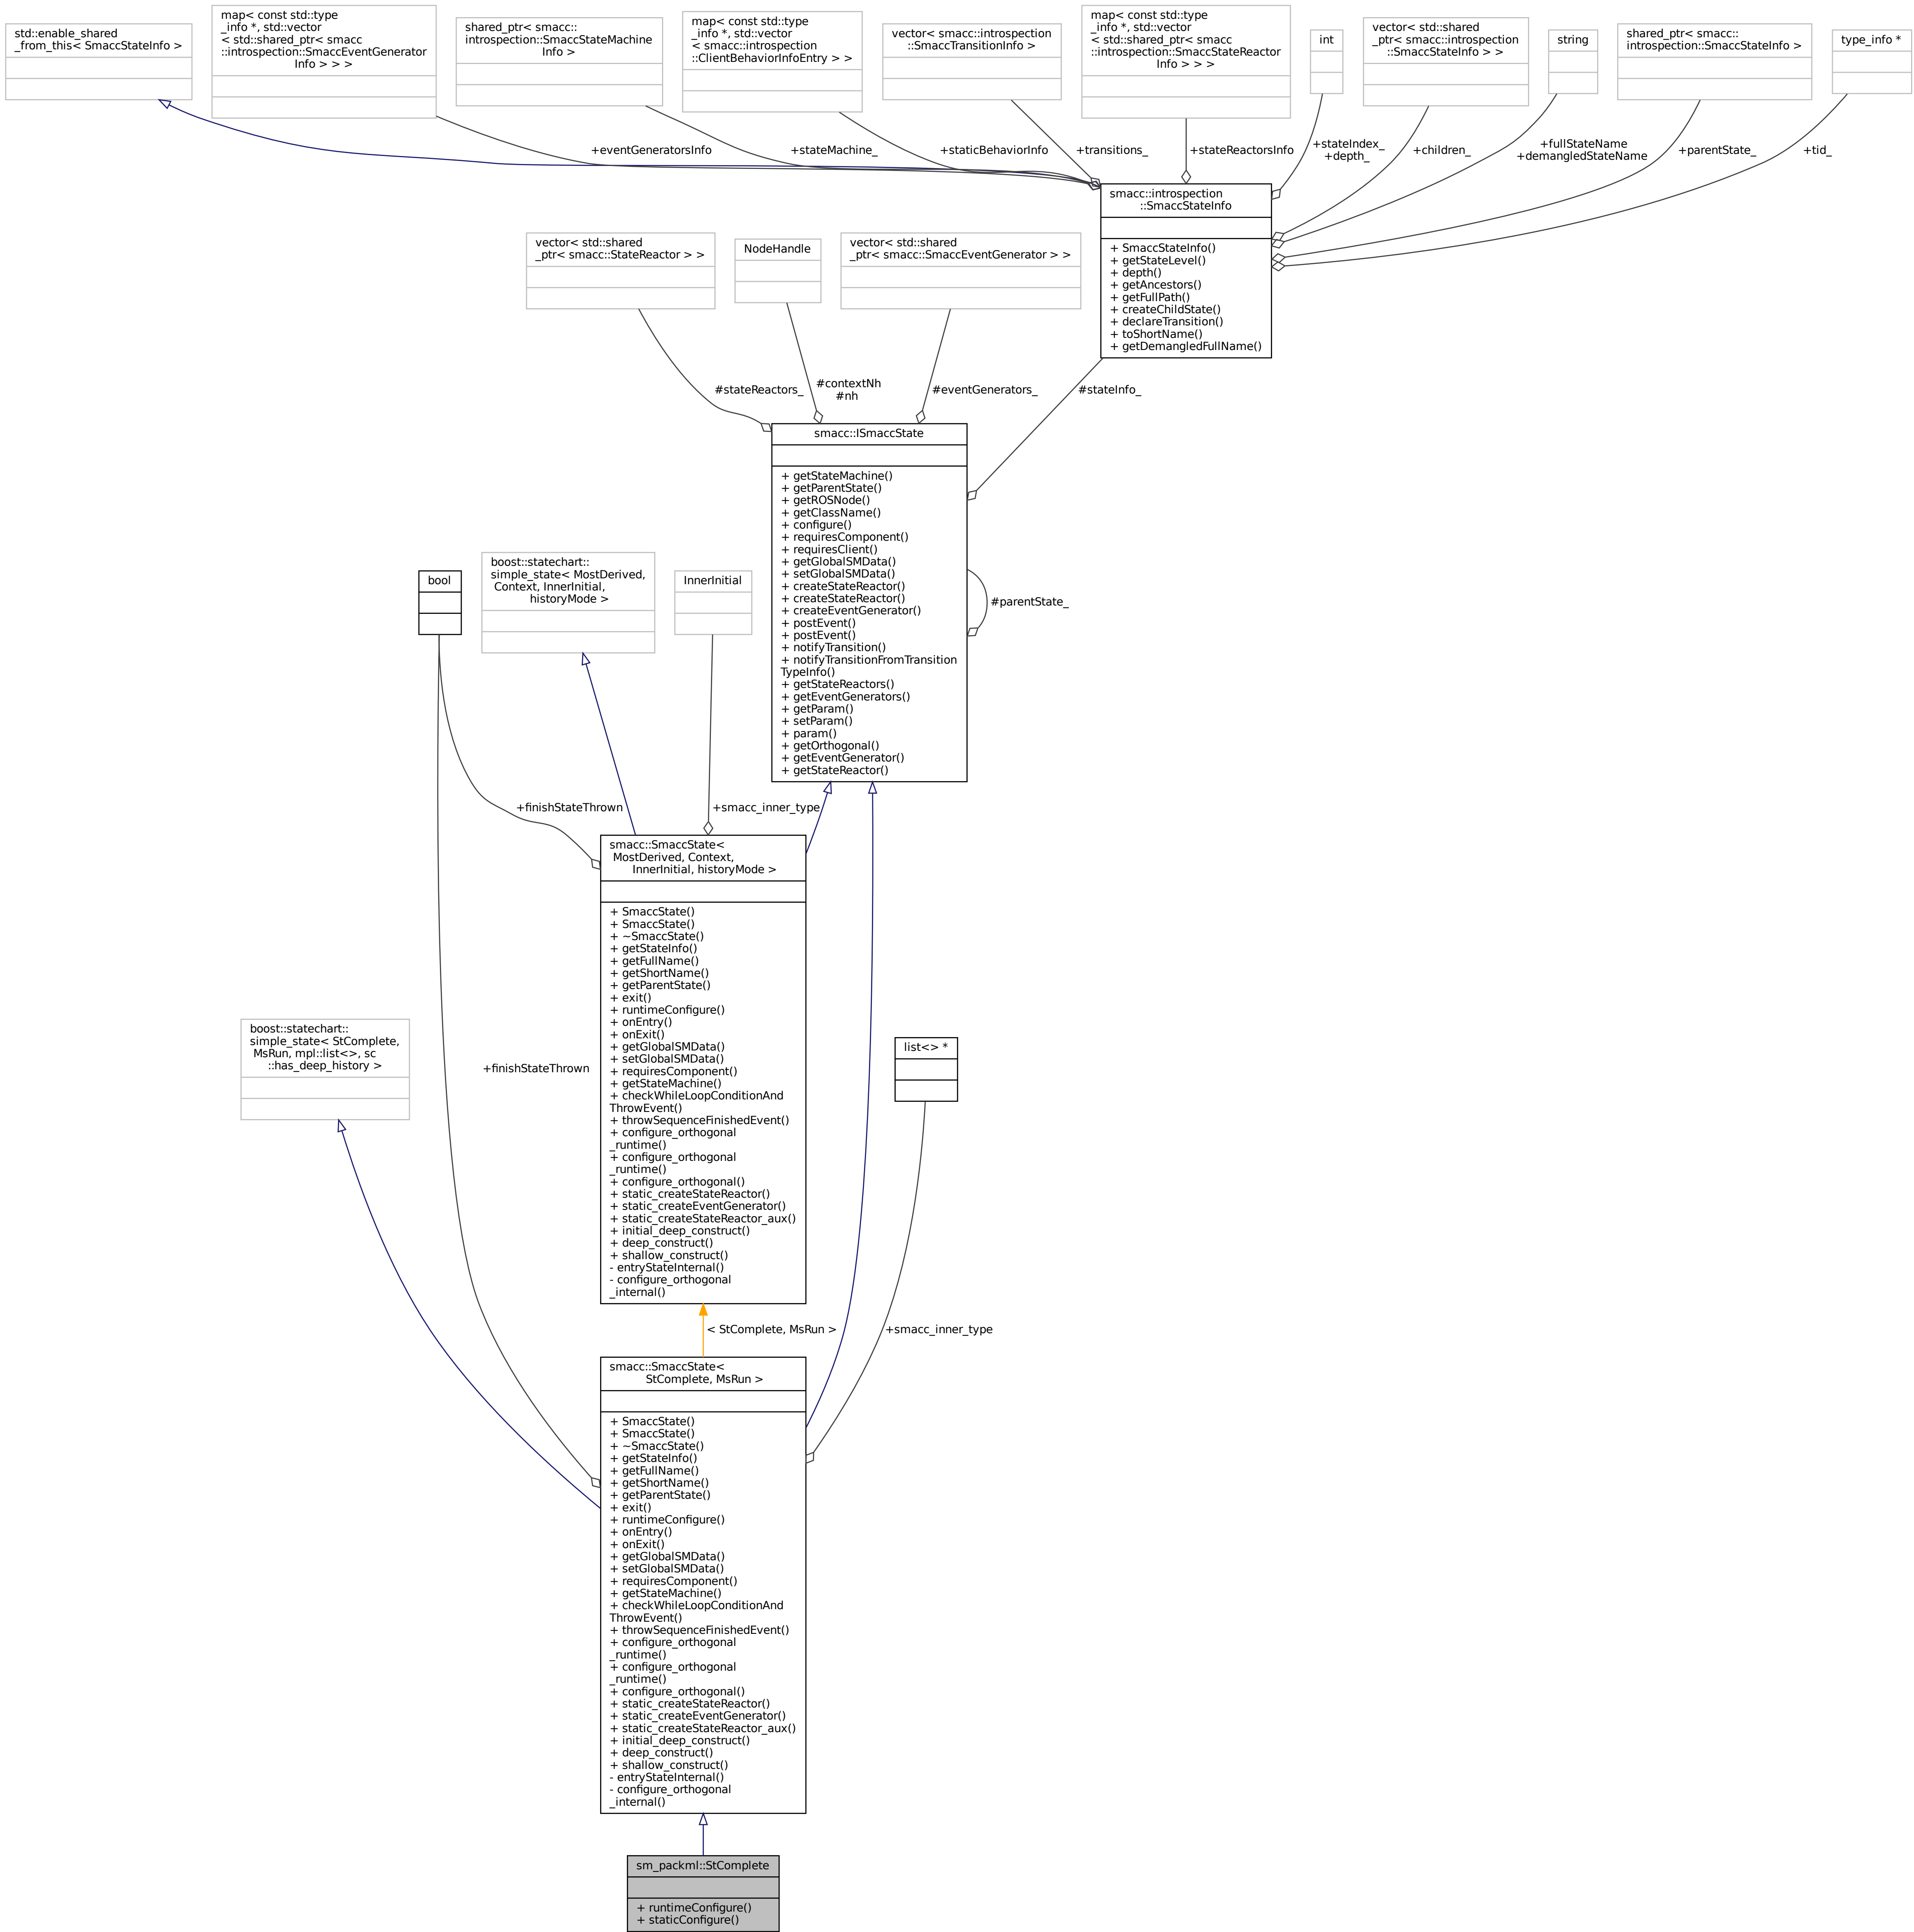 std::enable_shared
_from_this< SmaccStateInfo >
map< const std::type
_info *, std::vector
< std::shared_ptr< smacc
::introspection::SmaccEventGenerator
Info > > >
shared_ptr< smacc::
introspection::SmaccStateMachine
Info >
map< const std::type
_info *, std::vector
< smacc::introspection
::ClientBehaviorInfoEntry > >
vector< smacc::introspection
::SmaccTransitionInfo >
map< const std::type
_info *, std::vector
< std::shared_ptr< smacc
::introspection::SmaccStateReactor
Info > > >
int
vector< std::shared
_ptr< smacc::introspection
::SmaccStateInfo > >
string
shared_ptr< smacc::
introspection::SmaccStateInfo >
type_info *
+eventGeneratorsInfo
+stateMachine_
+staticBehaviorInfo
+transitions_
+stateReactorsInfo
+stateIndex_
+depth_
+children_
+fullStateName
+demangledStateName
+parentState_
+tid_
smacc::introspection
::SmaccStateInfo
+ SmaccStateInfo()
+ getStateLevel()
+ depth()
+ getAncestors()
+ getFullPath()
+ createChildState()
+ declareTransition()
+ toShortName()
+ getDemangledFullName()
vector< std::shared
_ptr< smacc::StateReactor > >
NodeHandle
vector< std::shared
_ptr< smacc::SmaccEventGenerator > >
#stateReactors_
#contextNh
#nh
#eventGenerators_
#stateInfo_
smacc::ISmaccState
+ getStateMachine()
+ getParentState()
+ getROSNode()
+ getClassName()
+ configure()
+ requiresComponent()
+ requiresClient()
+ getGlobalSMData()
+ setGlobalSMData()
+ createStateReactor()
+ createStateReactor()
+ createEventGenerator()
+ postEvent()
+ postEvent()
+ notifyTransition()
+ notifyTransitionFromTransition
TypeInfo()
+ getStateReactors()
+ getEventGenerators()
+ getParam()
+ setParam()
+ param()
+ getOrthogonal()
+ getEventGenerator()
+ getStateReactor()
#parentState_
bool
boost::statechart::
simple_state< MostDerived,
Context, InnerInitial,
historyMode >
InnerInitial
+finishStateThrown
+smacc_inner_type
smacc::SmaccState<
MostDerived, Context,
InnerInitial, historyMode >
+ SmaccState()
+ SmaccState()
+ ~SmaccState()
+ getStateInfo()
+ getFullName()
+ getShortName()
+ getParentState()
+ exit()
+ runtimeConfigure()
+ onEntry()
+ onExit()
+ getGlobalSMData()
+ setGlobalSMData()
+ requiresComponent()
+ getStateMachine()
+ checkWhileLoopConditionAnd
ThrowEvent()
+ throwSequenceFinishedEvent()
+ configure_orthogonal
_runtime()
+ configure_orthogonal
_runtime()
+ configure_orthogonal()
+ static_createStateReactor()
+ static_createEventGenerator()
+ static_createStateReactor_aux()
+ initial_deep_construct()
+ deep_construct()
+ shallow_construct()
- entryStateInternal()
- configure_orthogonal
_internal()
boost::statechart::
simple_state< StComplete,
MsRun, mpl::list<>, sc
::has_deep_history >
+finishStateThrown
list<> *
< StComplete, MsRun >
+smacc_inner_type
smacc::SmaccState<
StComplete, MsRun >
+ SmaccState()
+ SmaccState()
+ ~SmaccState()
+ getStateInfo()
+ getFullName()
+ getShortName()
+ getParentState()
+ exit()
+ runtimeConfigure()
+ onEntry()
+ onExit()
+ getGlobalSMData()
+ setGlobalSMData()
+ requiresComponent()
+ getStateMachine()
+ checkWhileLoopConditionAnd
ThrowEvent()
+ throwSequenceFinishedEvent()
+ configure_orthogonal
_runtime()
+ configure_orthogonal
_runtime()
+ configure_orthogonal()
+ static_createStateReactor()
+ static_createEventGenerator()
+ static_createStateReactor_aux()
+ initial_deep_construct()
+ deep_construct()
+ shallow_construct()
- entryStateInternal()
- configure_orthogonal
_internal()
sm_packml::StComplete
+ runtimeConfigure()
+ staticConfigure()